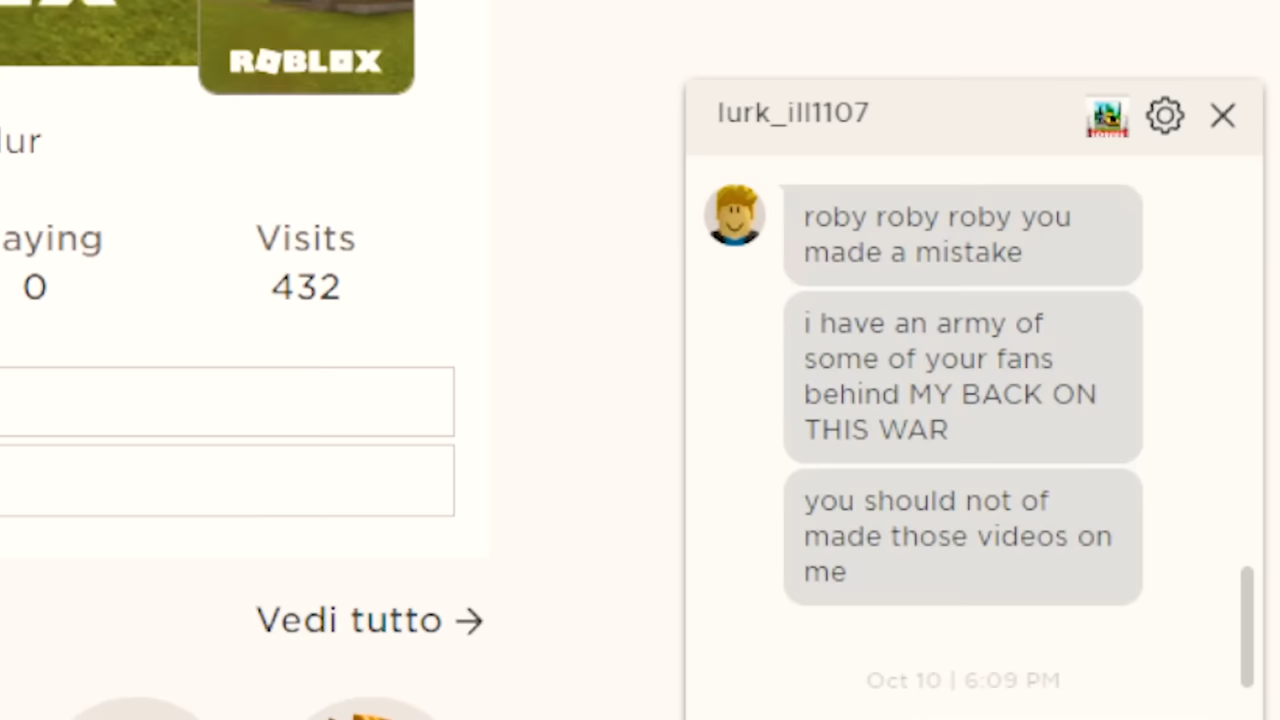 ROBLOX
lurk_ill1107
lur
roby roby roby you
made a mistake
aying
Visits
0
432
i have an army of
some of your fans
behind MY BACK ON
THIS WAR
you should not of
made those videos on
me
Vedi tutto →
Oct 10 | 6:09 PM